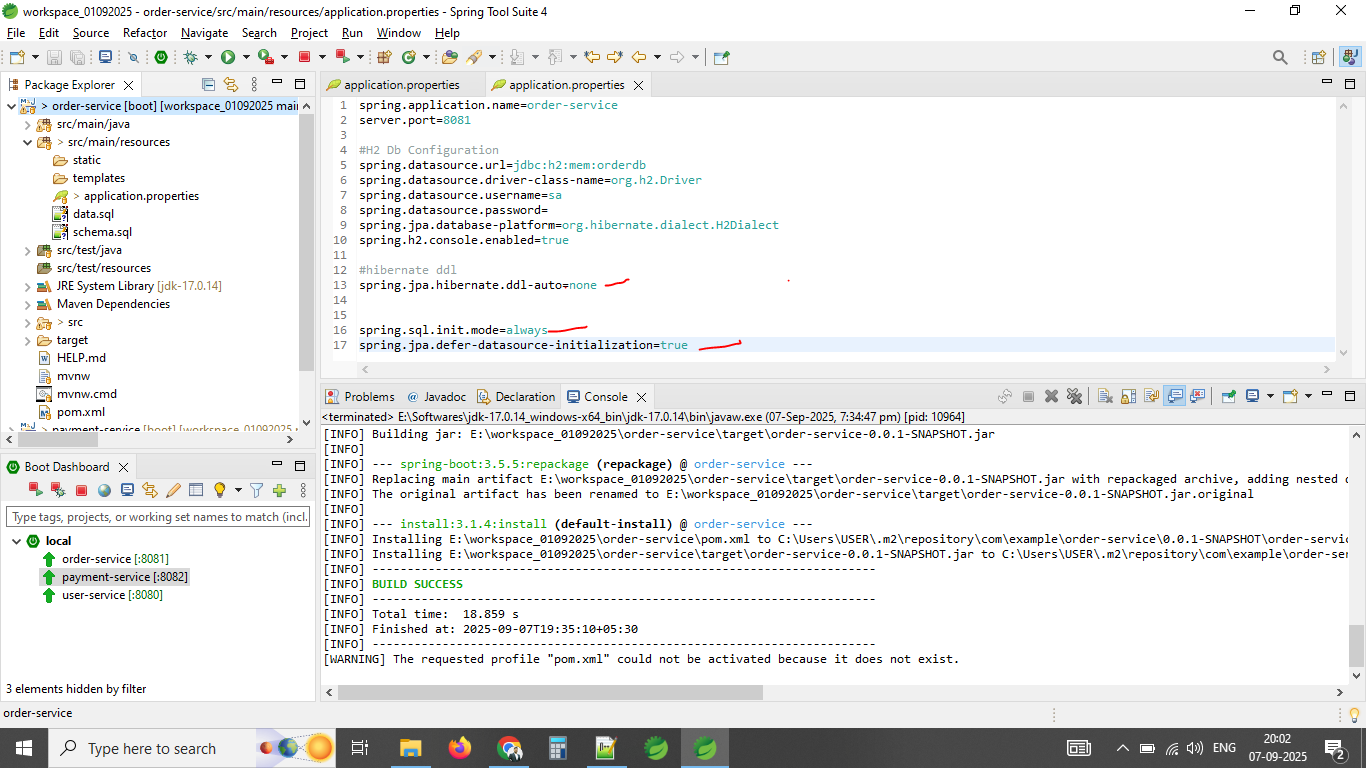 workspace_01092025 - order-service/src/main/resources/application.properties - Spring Tool Suite 4
File Edit Source Refactor Navigate Search Project Run Window Help
Package Explorer
> order-service [boot] [workspace_01092025 mai
src/main/java
> src/main/resources
static
templates
> application.properties
data.sql
schema.sql
src/test/java
src/test/resources
JRE System Library [jdk-17.0.14]
Maven Dependencies
> src
target
HELP.md
mvnw
mvnw.cmd
pom.xml
> payment-service [boot] [workspace_01092025
application.properties
application.properties
1 spring.application.name=order-service
2 server.port=8081
3
4 #H2 Db Configuration
5 spring.datasource.url=jdbc:h2:mem:orderdb
6 spring.datasource.driver-class-name=org.h2.Driver
7 spring.datasource.username=sa
8 spring.datasource.password=
9 spring.jpa.database-platform=org.hibernate.dialect.H2Dialect
10 spring.h2.console.enabled=true
11
12 #hibernate ddl
13 spring.jpa.hibernate.ddl-auto=none
14
15
16 spring.sql.init.mode=always
17 spring.jpa.defer-datasource-initialization=true
Boot Dashboard
Type tags, projects, or working set names to match (incl.
local
order-service [:8081]
payment-service [:8082]
user-service [:8080]
3 elements hidden by filter
Problems @ Javadoc Declaration Console
<terminated> E:\Softwares\jdk-17.0.14_windows-x64_bin\jdk-17.0.14\bin\javaw.exe (07-Sep-2025, 7:34:47 pm) [pid: 10964]
[INFO] Building jar: E:\workspace_01092025\order-service\target\order-service-0.0.1-SNAPSHOT.jar
[INFO]
[INFO] --- spring-boot:3.5.5:repackage (repackage) @ order-service ---
[INFO] Replacing main artifact E:\workspace_01092025\order-service\target\order-service-0.0.1-SNAPSHOT.jar with repackaged archive, adding nested d
[INFO] The original artifact has been renamed to E:\workspace_01092025\order-service\target\order-service-0.0.1-SNAPSHOT.jar.original
[INFO]
[INFO] --- install:3.1.4:install (default-install) @ order-service ---
[INFO] Installing E:\workspace_01092025\order-service\pom.xml to C:\Users\USER\.m2\repository\com\example\order-service\0.0.1-SNAPSHOT\order-servic
[INFO] Installing E:\workspace_01092025\order-service\target\order-service-0.0.1-SNAPSHOT.jar to C:\Users\USER\.m2\repository\com\example\order-ser
[INFO] ------------------------------------------------------------------------
[INFO] BUILD SUCCESS
[INFO] ------------------------------------------------------------------------
[INFO] Total time:  18.859 s
[INFO] Finished at: 2025-09-07T19:35:10+05:30
[INFO] ------------------------------------------------------------------------
[WARNING] The requested profile "pom.xml" could not be activated because it does not exist.
order-service
Type here to search
ENG
20:02
07-09-2025
2